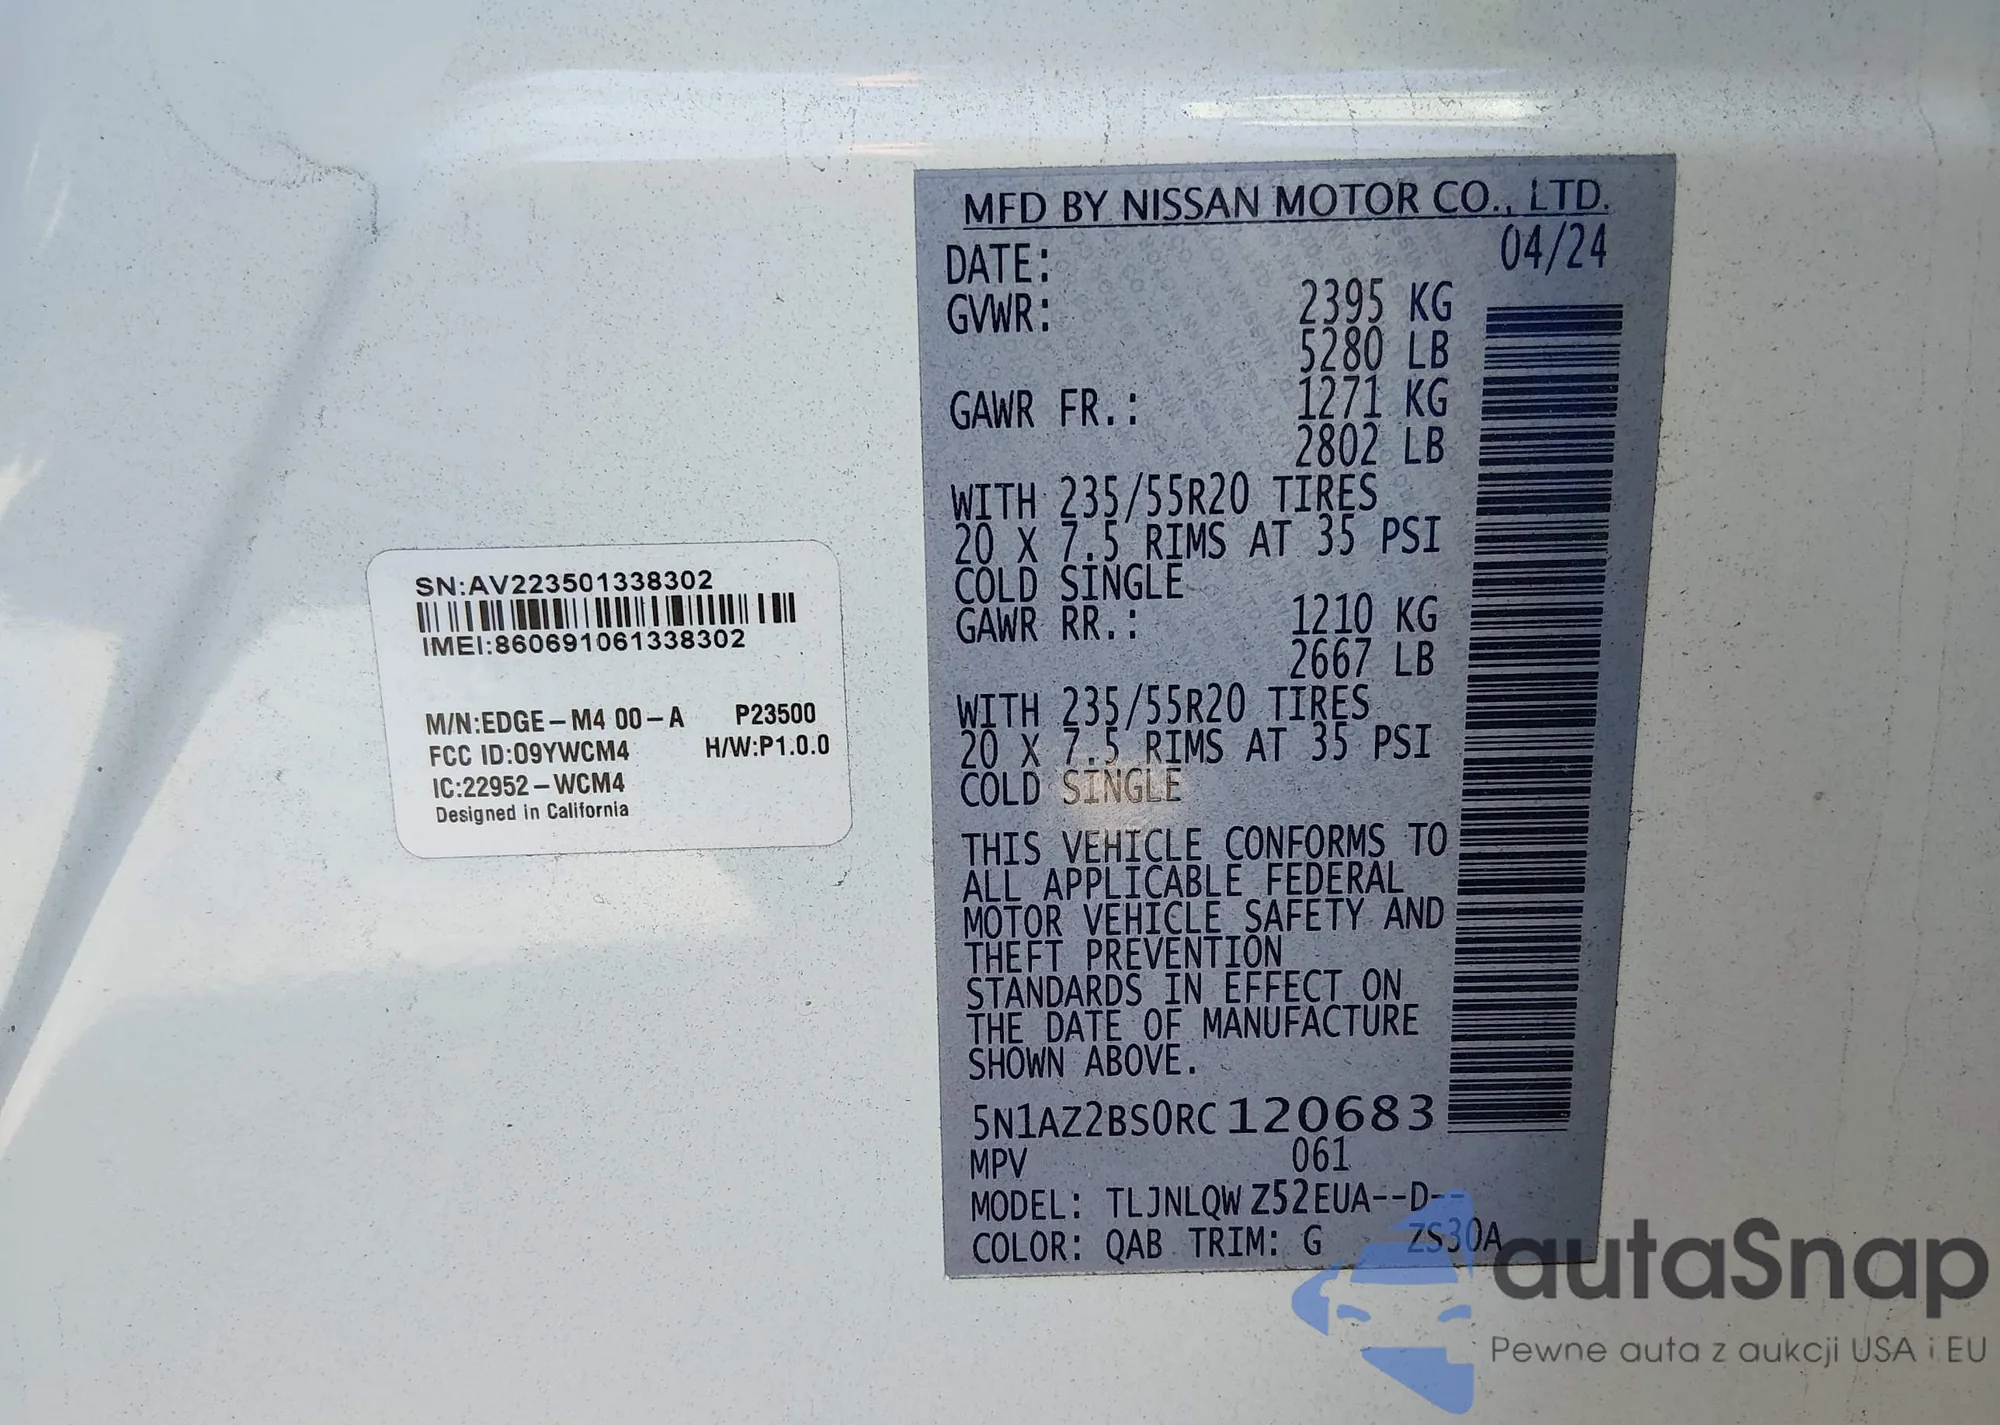 SN:AV223501338302
IMEI:860691061338302
M/N:EDGE-M4 00-A P23500
FCC ID:O9YWCM4 H/W:P1.0.0
IC:22952-WCM4
Designed in California
MFD BY NISSAN MOTOR CO., LTD.
DATE: 04/24
GVWR: 2395 KG
5280 LB
GAWR FR.: 1271 KG
2802 LB
WITH 235/55R20 TIRES
20 X 7.5 RIMS AT 35 PSI
COLD SINGLE
GAWR RR.: 1210 KG
2667 LB
WITH 235/55R20 TIRES
20 X 7.5 RIMS AT 35 PSI
COLD SINGLE
THIS VEHICLE CONFORMS TO
ALL APPLICABLE FEDERAL
MOTOR VEHICLE SAFETY AND
THEFT PREVENTION
STANDARDS IN EFFECT ON
THE DATE OF MANUFACTURE
SHOWN ABOVE.
5N1AZ2BS0RC120683
MPV 061
MODEL: TLJNLQW Z52EUA--D--
COLOR: QAB TRIM: G ZS30A
autaSnap
Pewne auta z aukcji USA i EU